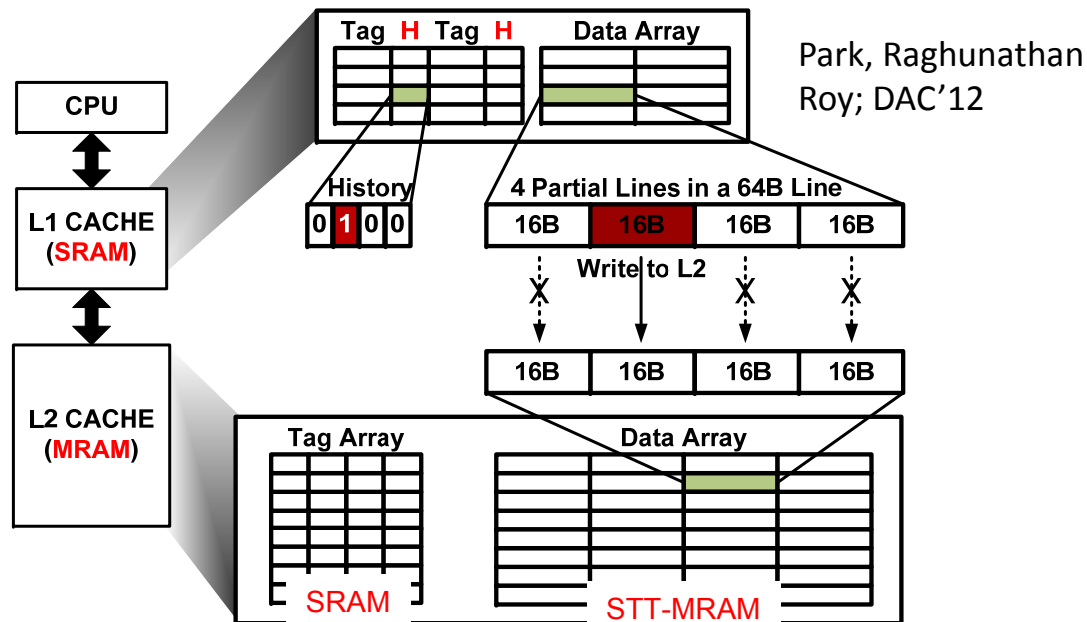 Tag H Tag H Data Array
Park, Raghunathan
Roy; DAC’12
CPU
L1 CACHE
(SRAM)
History
0 1 0 0
4 Partial Lines in a 64B Line
16B 16B 16B 16B
Write to L2
X X X
16B 16B 16B 16B
L2 CACHE
(MRAM)
Tag Array Data Array
SRAM STT-MRAM